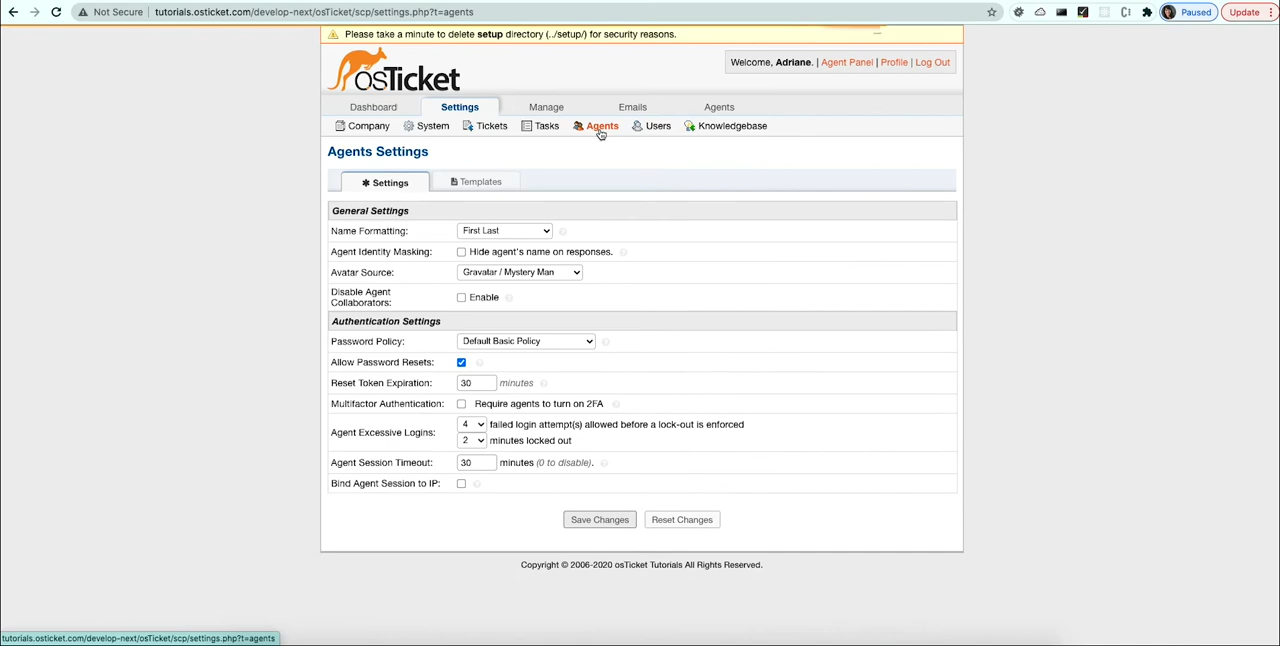 Not Secure tutorials.osticket.com/develop-next/osTicket/scp/settings.php?t=agents Paused Update
Please take a minute to delete setup directory (../setup/) for security reasons.
osTicket
Welcome, Adriane. | Agent Panel | Profile | Log Out
Dashboard Settings Manage Emails Agents
Company System Tickets Tasks Agents Users Knowledgebase
Agents Settings
Settings Templates
General Settings
Name Formatting: First Last
Agent Identity Masking: Hide agent's name on responses.
Avatar Source: Gravatar / Mystery Man
Disable Agent
Collaborators: Enable
Authentication Settings
Password Policy: Default Basic Policy
Allow Password Resets:
Reset Token Expiration: 30 minutes
Multifactor Authentication: Require agents to turn on 2FA
Agent Excessive Logins: 4 failed login attempt(s) allowed before a lock-out is enforced
2 minutes locked out
Agent Session Timeout: 30 minutes (0 to disable).
Bind Agent Session to IP:
Save Changes Reset Changes
Copyright © 2006-2020 osTicket Tutorials All Rights Reserved.
tutorials.osticket.com/develop-next/osTicket/scp/settings.php?t=agents